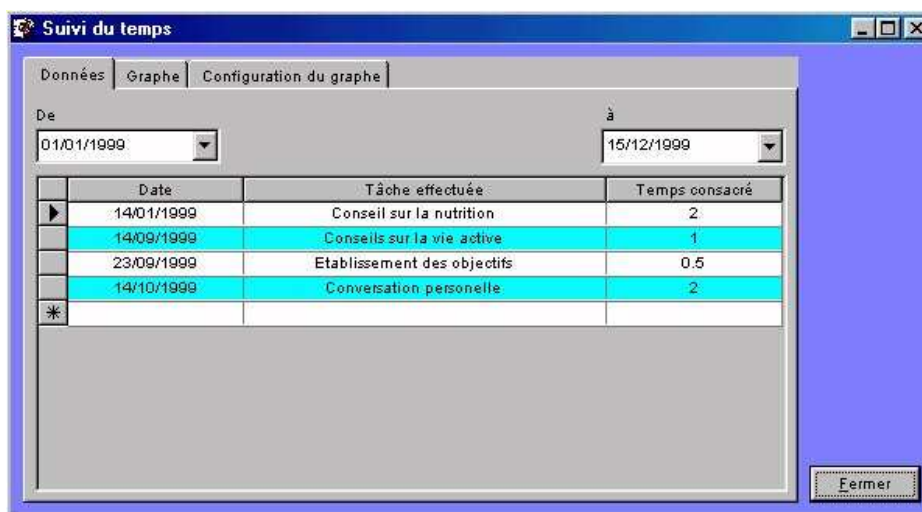 Suivi du temps
Données Graphe Configuration du graphe
De à
01/01/1999 15/12/1999
Date Tâche effectuée Temps consacré
14/01/1999 Conseil sur la nutrition 2
14/09/1999 Conseils sur la vie active 1
23/09/1999 Etablissement des objectifs 0.5
14/10/1999 Conversation personelle 2
Fermer